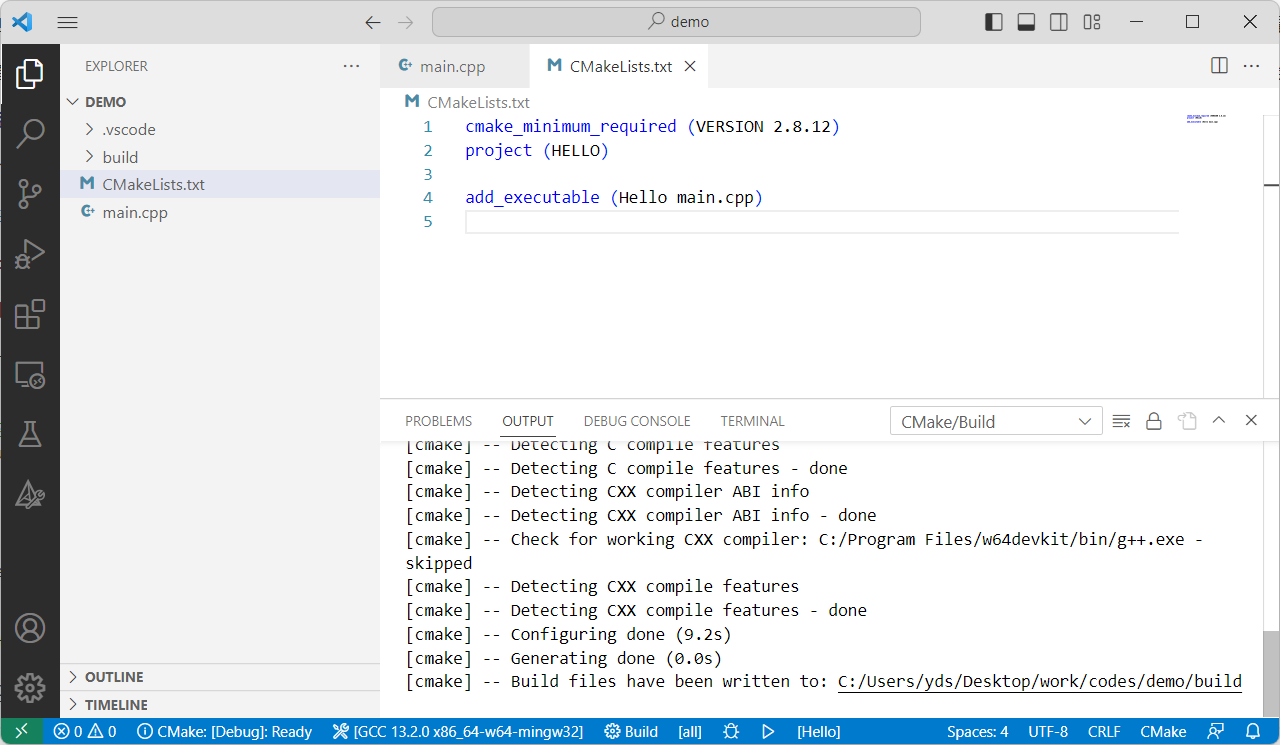 demo
EXPLORER
DEMO
.vscode
build
CMakeLists.txt
main.cpp
OUTLINE
TIMELINE
main.cpp
CMakeLists.txt
CMakeLists.txt
1 cmake_minimum_required (VERSION 2.8.12)
2 project (HELLO)
3
4 add_executable (Hello main.cpp)
5
PROBLEMS OUTPUT DEBUG CONSOLE TERMINAL CMake/Build
[cmake] -- Detecting C compile features
[cmake] -- Detecting C compile features - done
[cmake] -- Detecting CXX compiler ABI info
[cmake] -- Detecting CXX compiler ABI info - done
[cmake] -- Check for working CXX compiler: C:/Program Files/w64devkit/bin/g++.exe -
skipped
[cmake] -- Detecting CXX compile features
[cmake] -- Detecting CXX compile features - done
[cmake] -- Configuring done (9.2s)
[cmake] -- Generating done (0.0s)
[cmake] -- Build files have been written to: C:/Users/yds/Desktop/work/codes/demo/build
0 0 CMake: [Debug]: Ready [GCC 13.2.0 x86_64-w64-mingw32] Build [all] [Hello] Spaces: 4 UTF-8 CRLF CMake